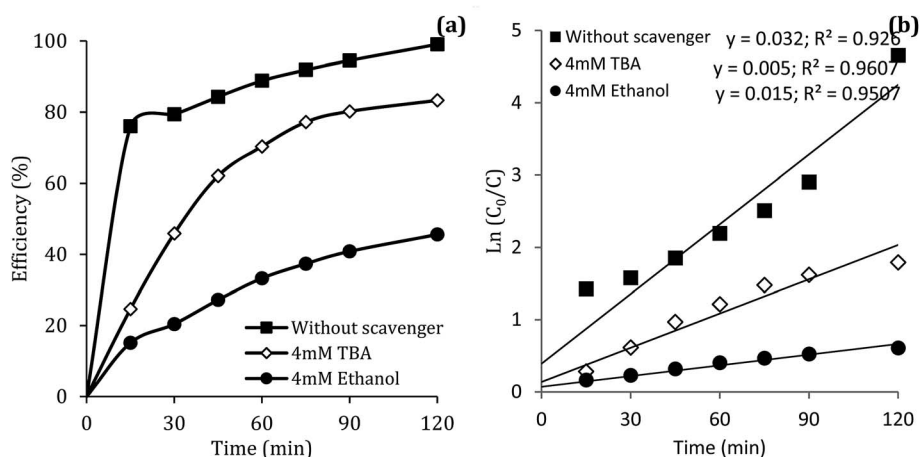 (a)
100
80
60
40
20
0
Efficiency (%)
Without scavenger
4mM TBA
4mM Ethanol
0 30 60 90 120
Time (min)
(b)
Without scavenger y = 0.032; R² = 0.926
4mM TBA y = 0.005; R² = 0.9607
4mM Ethanol y = 0.015; R² = 0.9507
5
4
3
2
1
0
Ln (C₀/C)
0 30 60 90 120
Time (min)